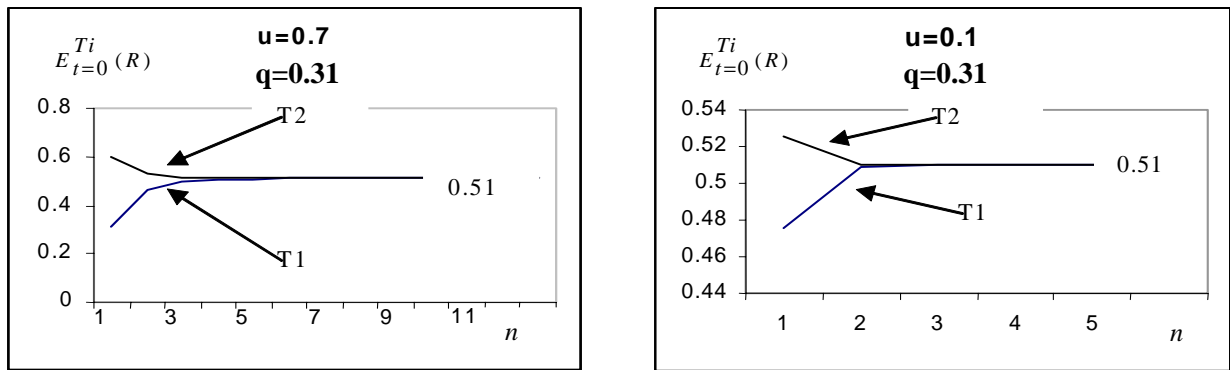 u=0.7
E_{t=0}^{Ti}(R)
q=0.31
0.8
T2
0.6
0.51
0.4
0.2
T1
0
1 3 5 7 9 11
n
u=0.1
E_{t=0}^{Ti}(R)
q=0.31
0.54
T2
0.52
0.51
0.5
0.48
T1
0.46
0.44
1 2 3 4 5
n